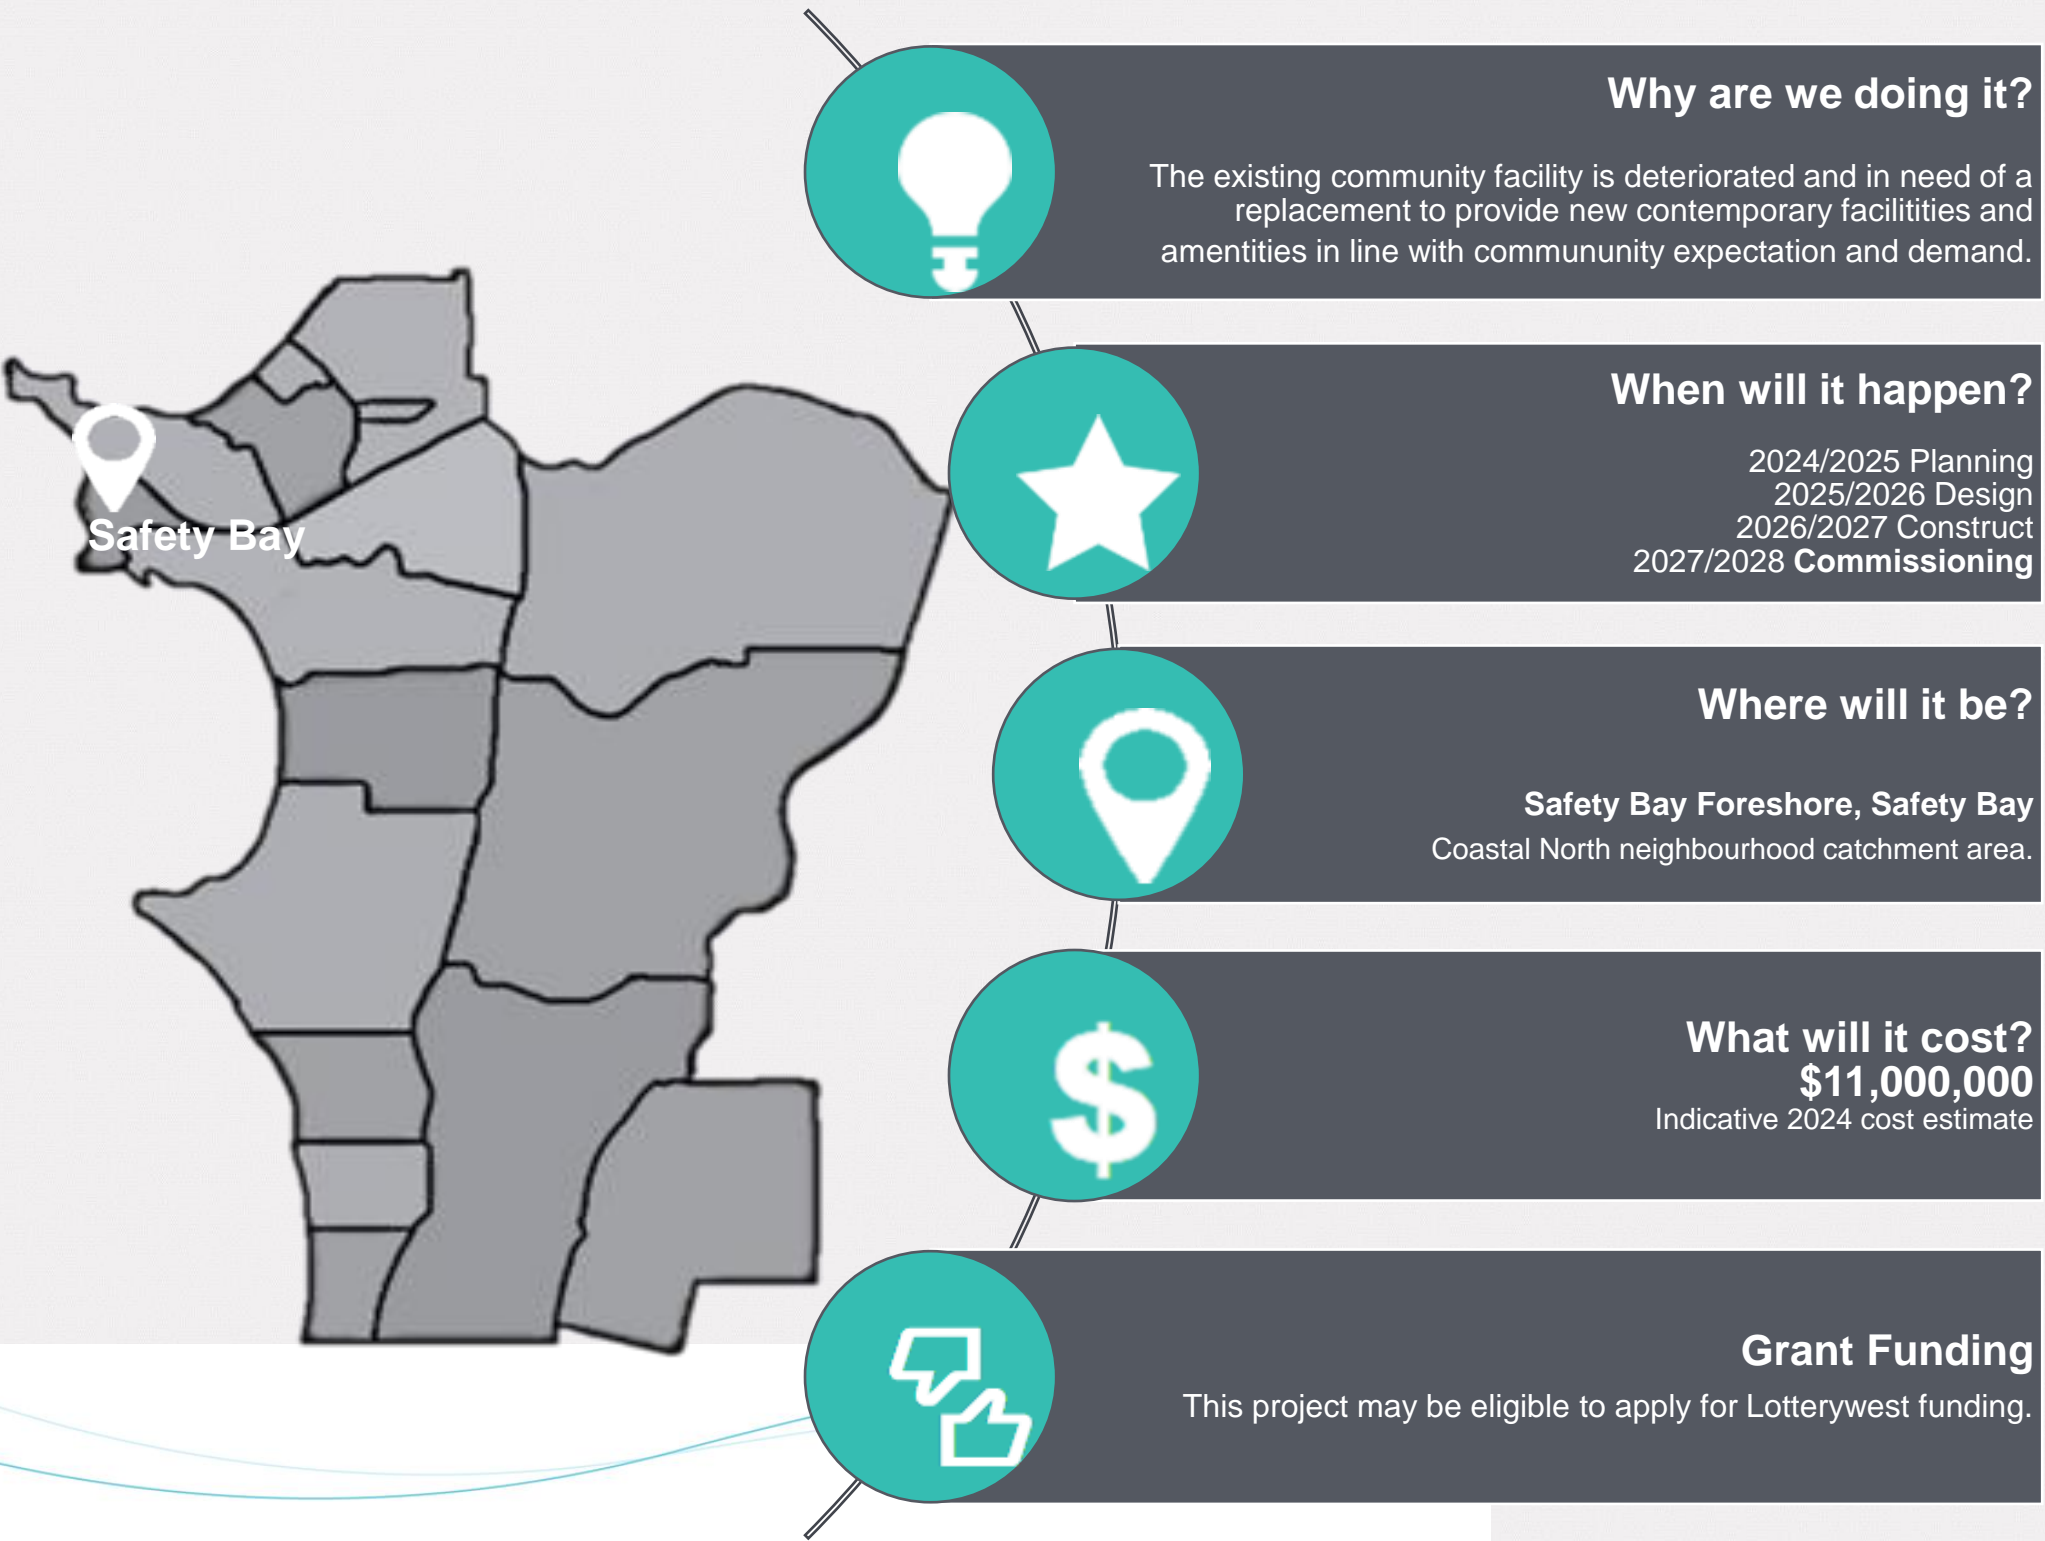 Why are we doing it?
The existing community facility is deteriorated and in need of a
replacement to provide new contemporary facilitities and
amentities in line with commununity expectation and demand.
When will it happen?
2024/2025 Planning
2025/2026 Design
2026/2027 Construct
2027/2028 Commissioning
Safety Bay
Where will it be?
Safety Bay Foreshore, Safety Bay
Coastal North neighbourhood catchment area.
What will it cost?
$11,000,000
Indicative 2024 cost estimate
Grant Funding
This project may be eligible to apply for Lotterywest funding.